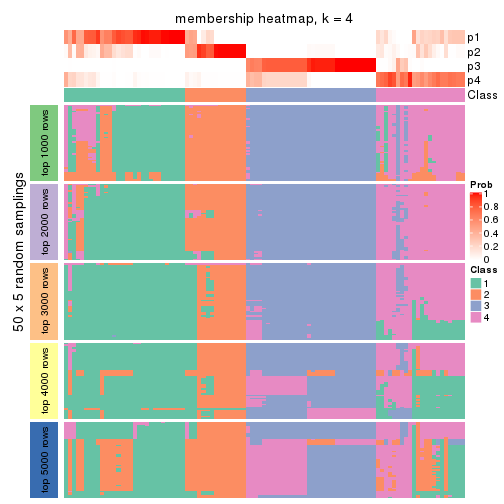 membership heatmap, k = 4
p1
p2
p3
p4
Class
50 x 5 random samplings
top 1000 rows
top 2000 rows
top 3000 rows
top 4000 rows
top 5000 rows
Prob
1
0.8
0.6
0.4
0.2
0
Class
1
2
3
4